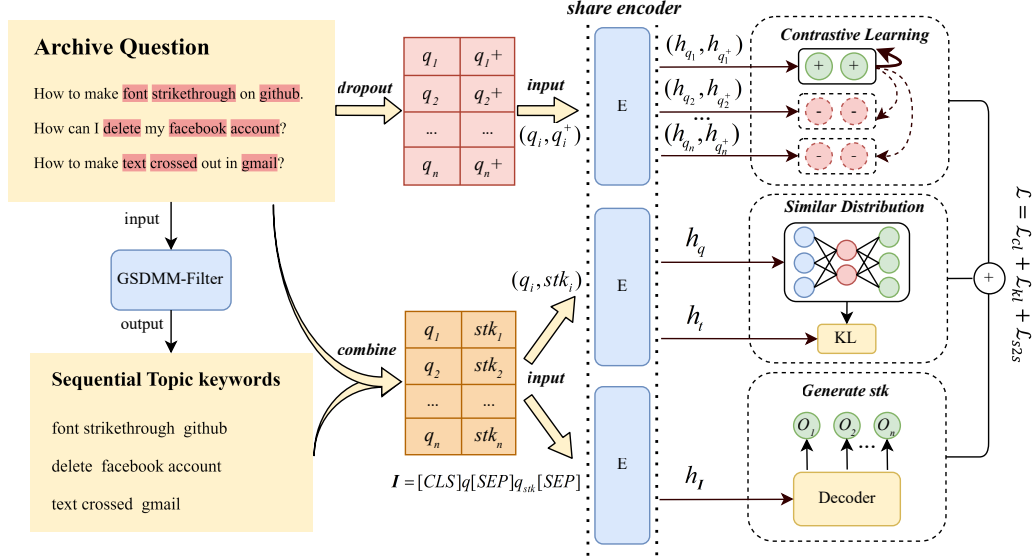 share encoder
Archive Question
How to make font strikethrough on github.
How can I delete my facebook account?
How to make text crossed out in gmail?
input
GSDMM-Filter
output
Sequential Topic keywords
font strikethrough github
delete facebook account
text crossed gmail
dropout
q1 q1+
q2 q2+
... ...
qn qn+
input
(qi, qi+)
combine
q1 stk1
q2 stk2
... ...
qn stkn
(qi, stki)
input
I = [CLS]q[SEP]qstk[SEP]
E
E
E
(hq1, hq1+)
(hq2, hq2+)
...
(hqn, hqn+)
hq
ht
hI
Contrastive Learning
+ +
- -
- -
Similar Distribution
KL
Generate stk
O1 O2 ... On
Decoder
+
ℒ = ℒcl + ℒkl + ℒs2s